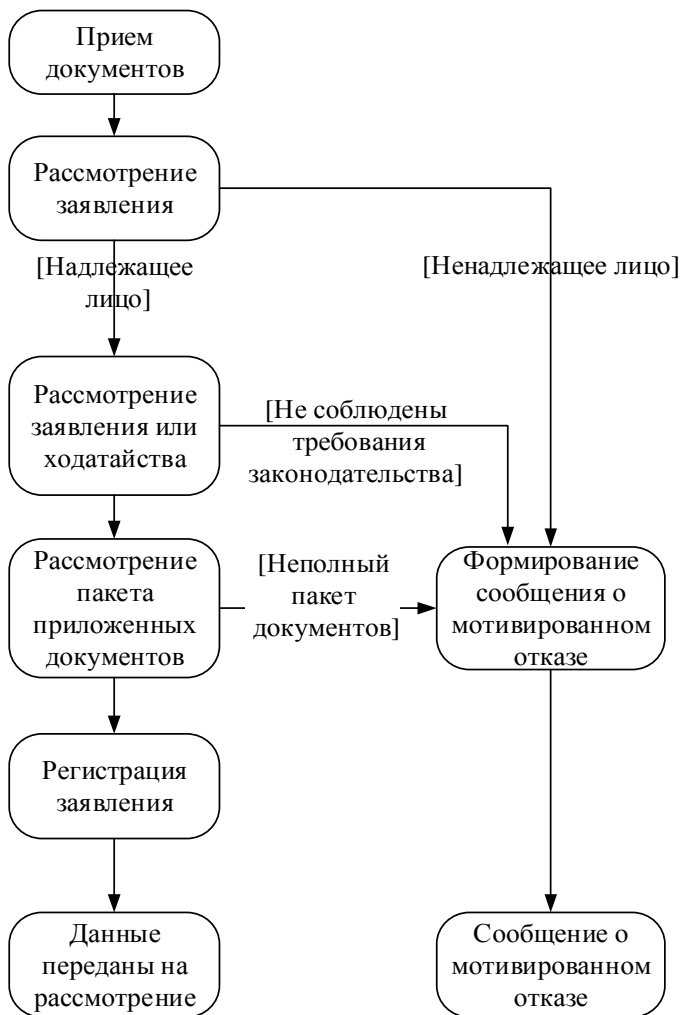 Прием
документов
Рассмотрение
заявления
[Надлежащее
лицо]
[Ненадлежащее лицо]
Рассмотрение
заявления или
ходатайства
[Не соблюдены
требования
законодательства]
Рассмотрение
пакета
приложенных
документов
[Неполный
пакет
документов]
Формирование
сообщения о
мотивированном
отказе
Регистрация
заявления
Данные
переданы на
рассмотрение
Сообщение о
мотивированном
отказе